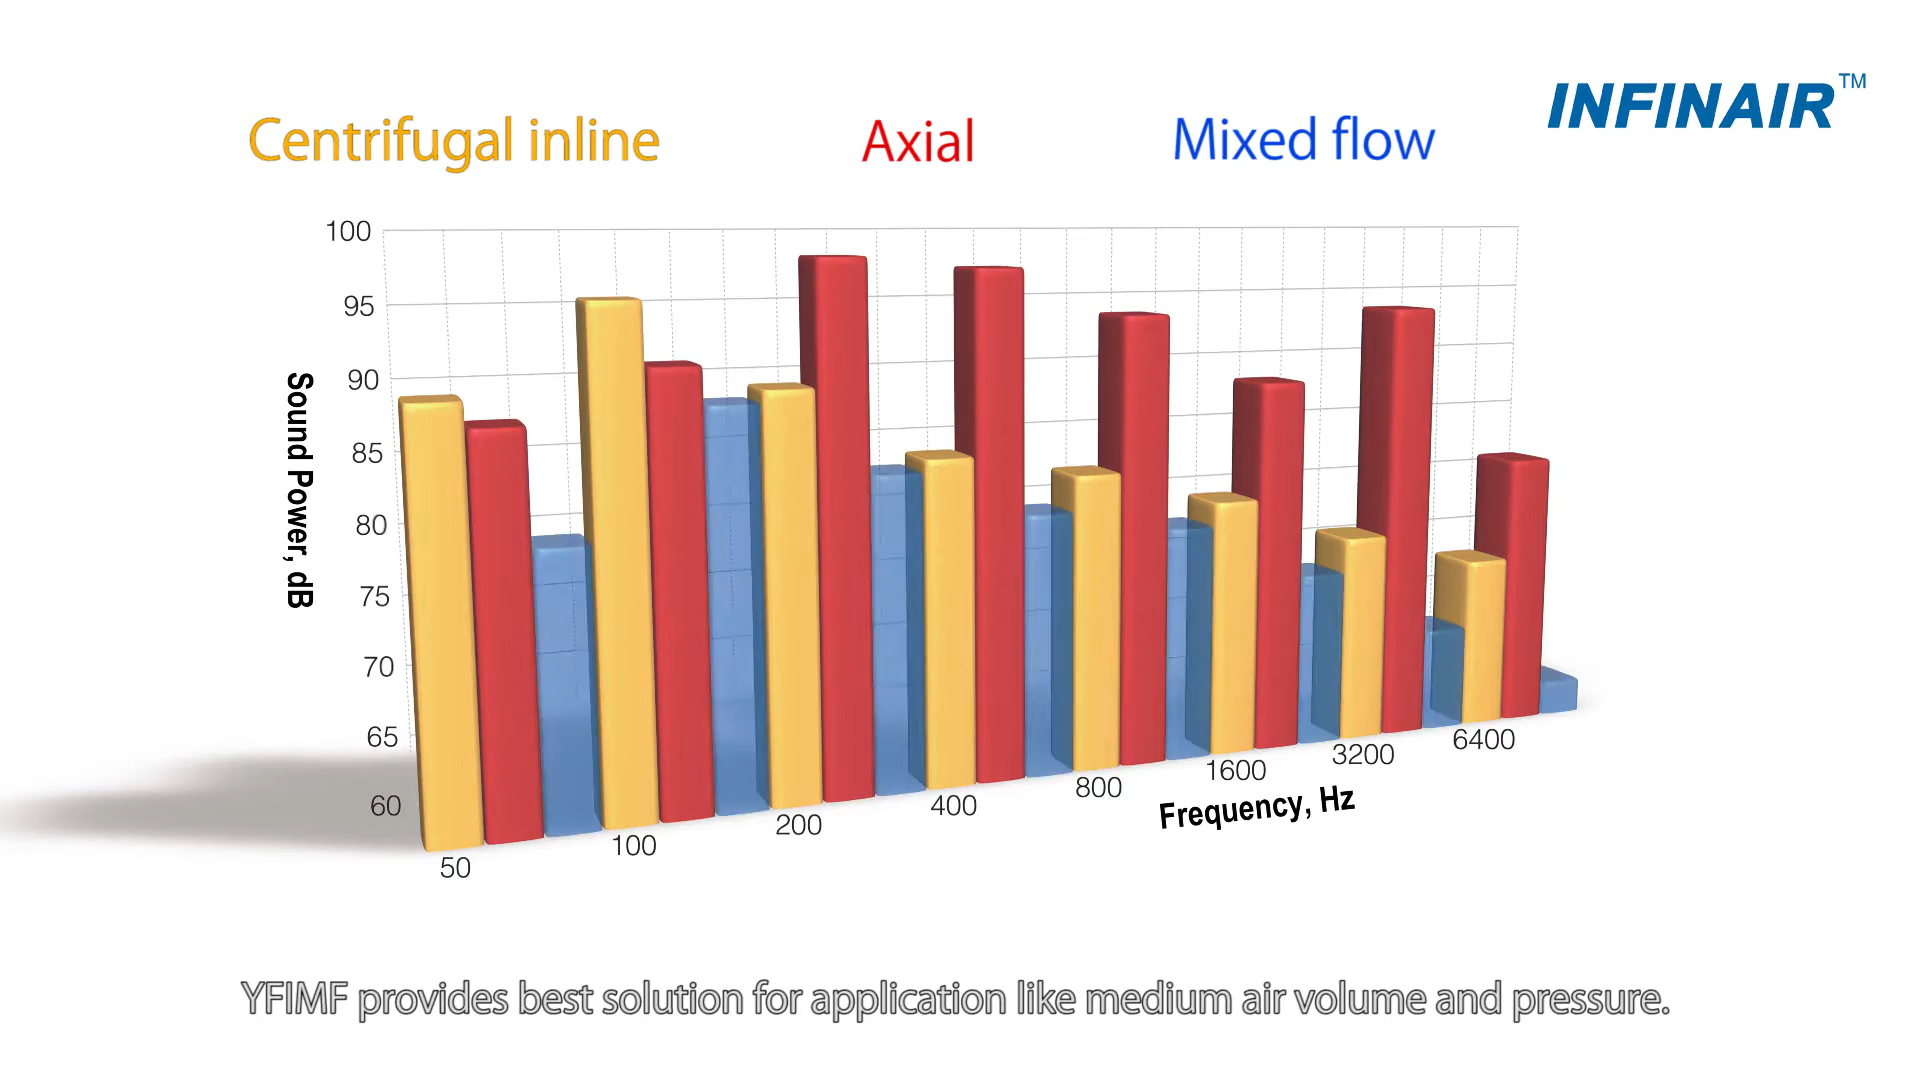 INFINAIR™
Centrifugal inline
Axial
Mixed flow
100
95
90
85
80
75
70
65
60
Sound Power, dB
50
100
200
400
800
1600
3200
6400
Frequency, Hz
YFIMF provides best solution for application like medium air volume and pressure.